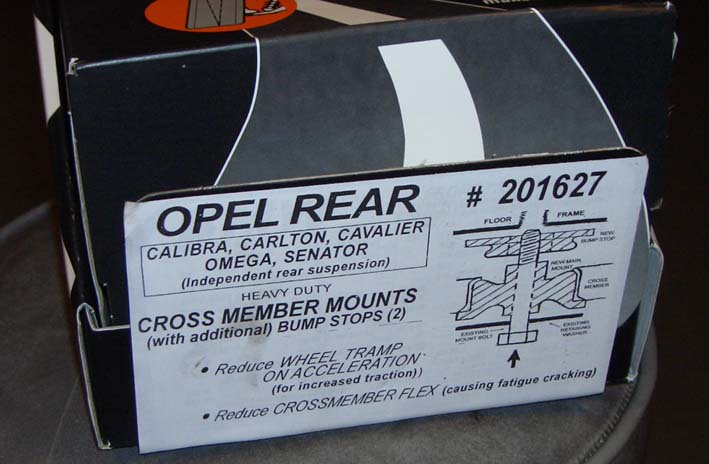 OPEL REAR
# 201627
CALIBRA, CARLTON, CAVALIER
OMEGA, SENATOR
(Independent rear suspension)
HEAVY DUTY
CROSS MEMBER MOUNTS
(with additional) BUMP STOPS (2)
• Reduce WHEEL TRAMP
ON ACCELERATION
(for increased traction))
• Reduce CROSSMEMBER FLEX (causing fatigue cracking)
FLOOR
FRAME
NEW
BUMP STOP
NEW MAIN
MOUNT
CROSS
MEMBER
EXISTING
MOUNT BOLT
EXISTING
RETAINING
WASHER